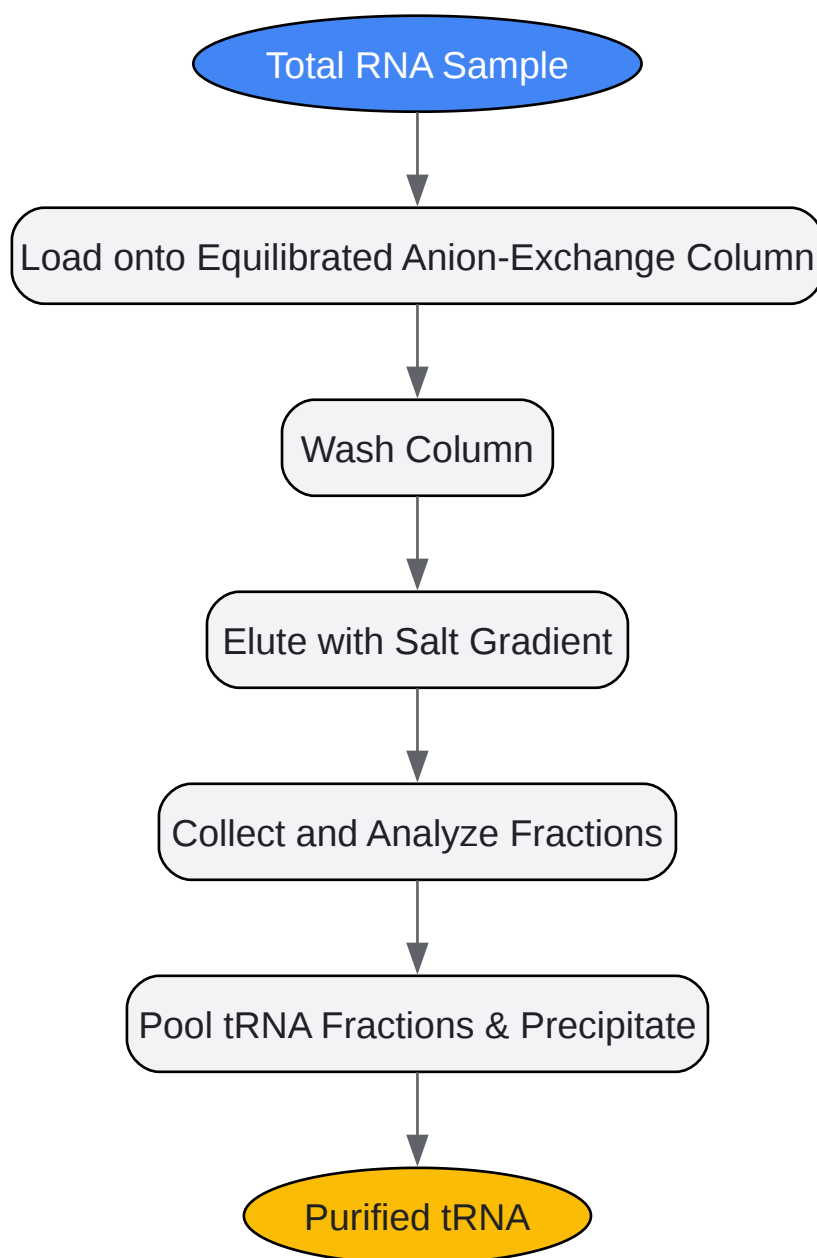 Total RNA Sample
Load onto Equilibrated Anion-Exchange Column
Wash Column
Elute with Salt Gradient
Collect and Analyze Fractions
Pool tRNA Fractions & Precipitate
Purified tRNA